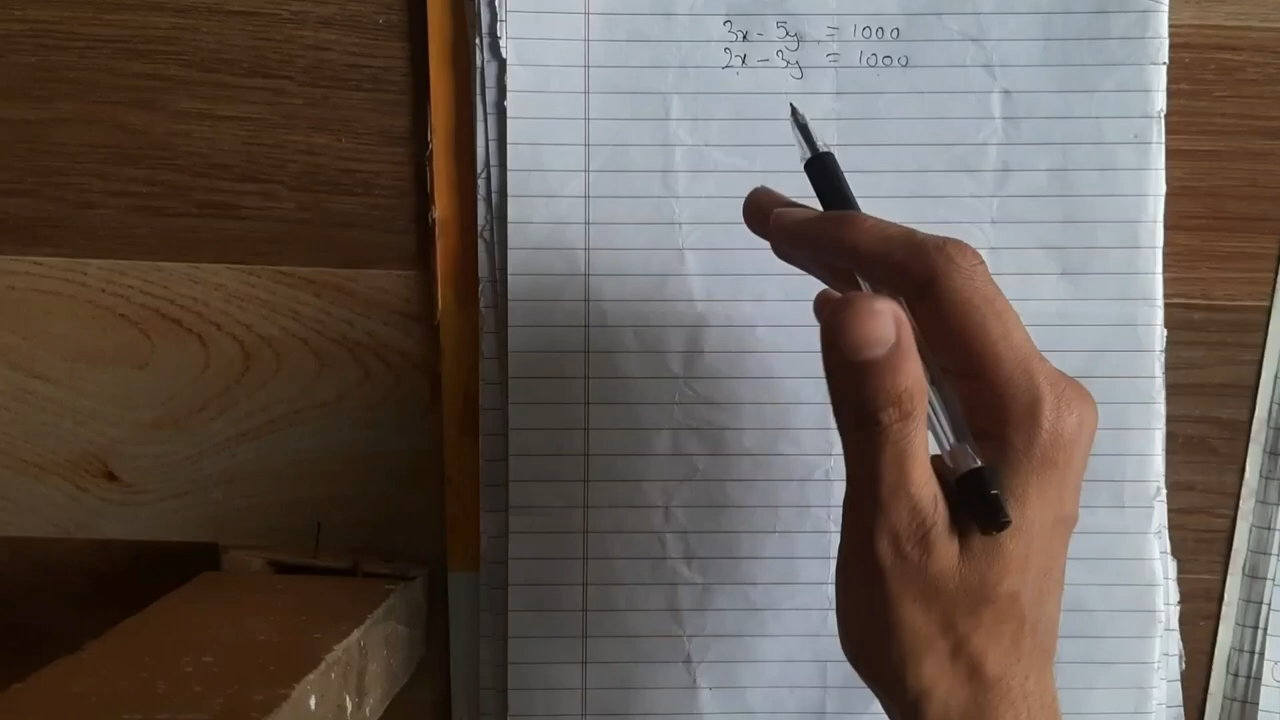 3x - 5y = 1000
2x - 3y = 1000